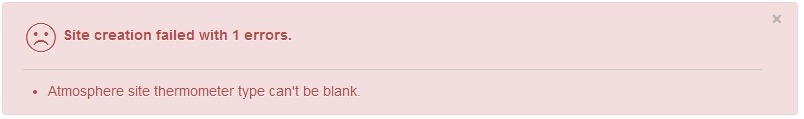 Site creation failed with 1 errors.
Atmosphere site thermometer type can't be blank.